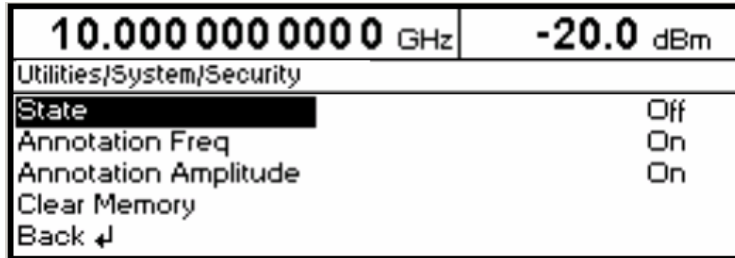 10.000 000 000 0 GHz -20.0 dBm
Utilities/System/Security
State Off
Annotation Freq On
Annotation Amplitude On
Clear Memory
Back ↲